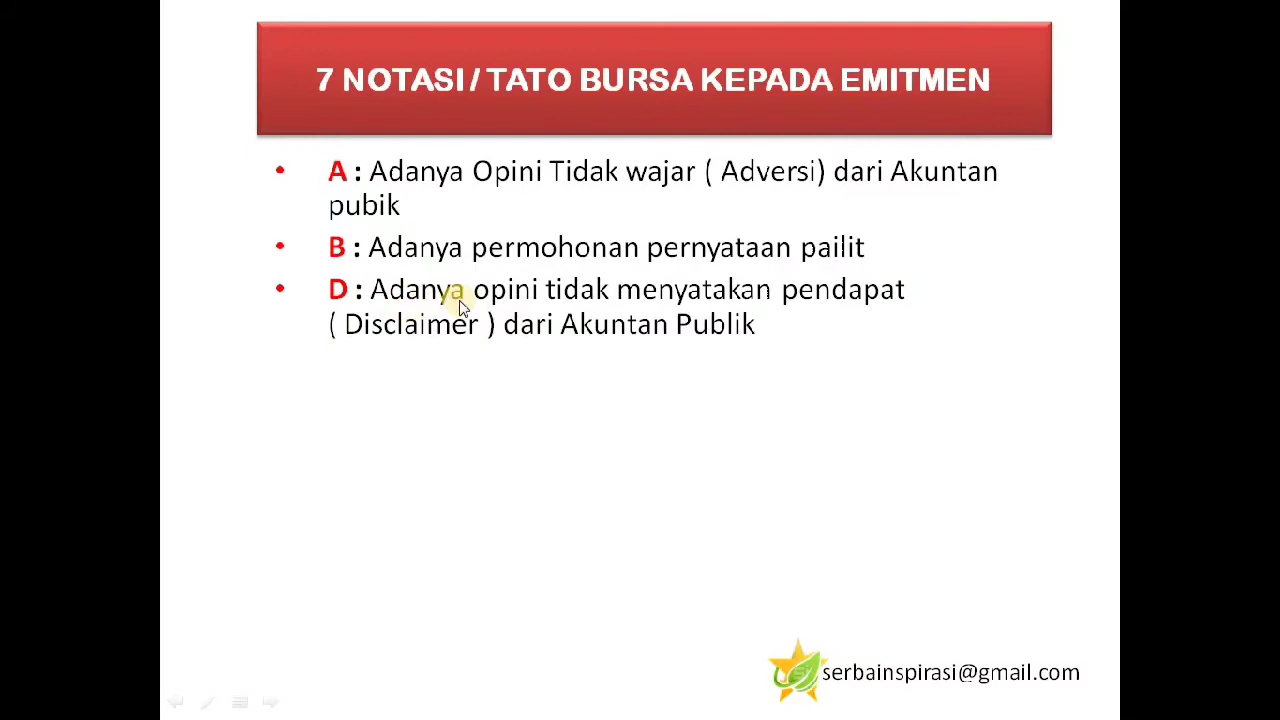 7 NOTASI / TATO BURSA KEPADA EMITMEN
• A : Adanya Opini Tidak wajar ( Adversi) dari Akuntan
pubik
• B : Adanya permohonan pernyataan pailit
• D : Adanya opini tidak menyatakan pendapat
( Disclaimer ) dari Akuntan Publik
serbainspirasi@gmail.com